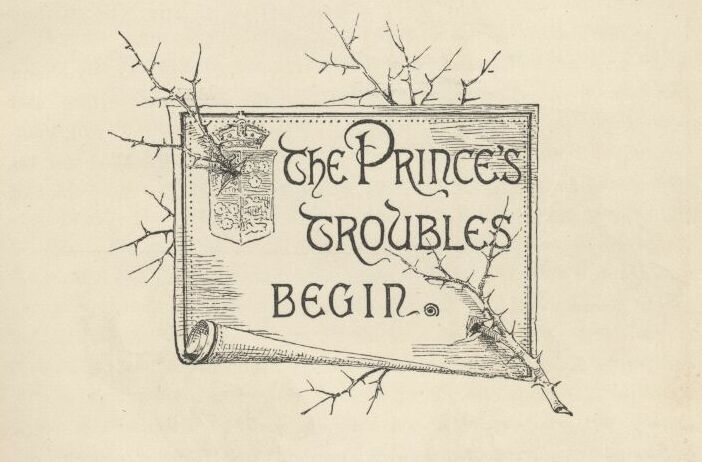 The Prince's
Troubles
Begin.